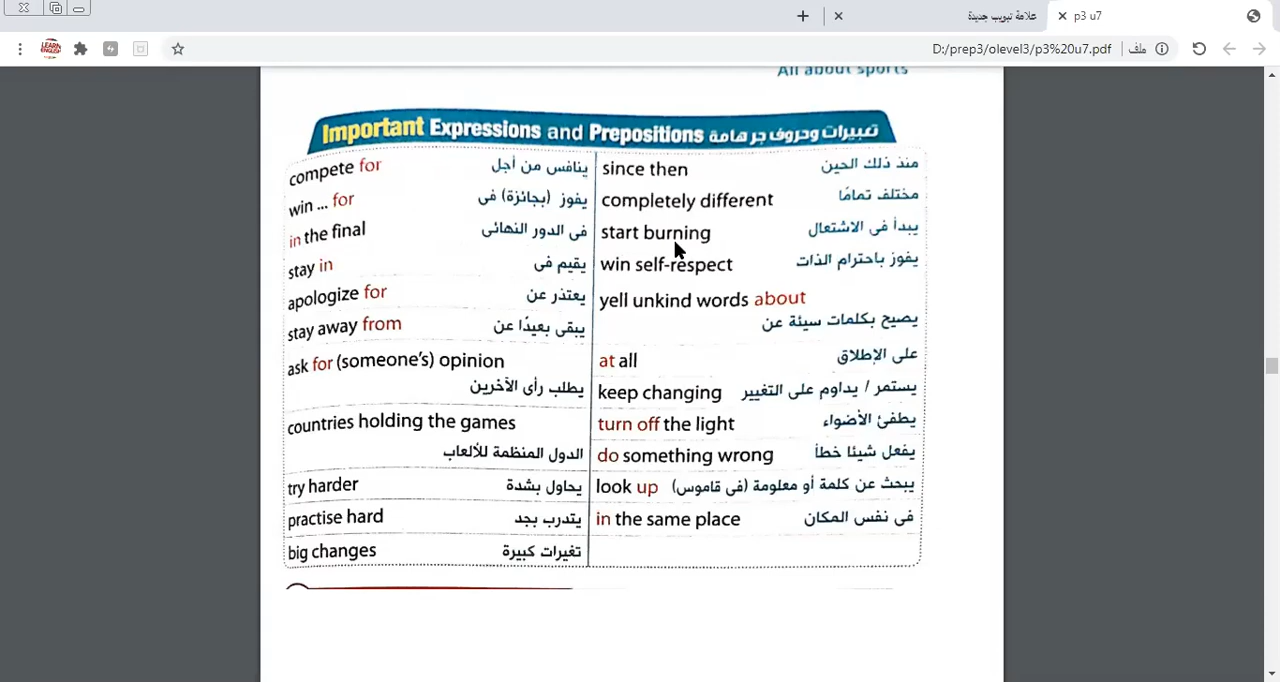 p3 u7
علامة تبويب جديدة
D:/prep3/olevel3/p3%20u7.pdf
ملف
LEARN ENGLISH
All about sports
Important Expressions and Prepositions تعبيرات وحروف جر هامة
compete for ينافس من أجل
win ... for يفوز (بجائزة) فى
in the final فى الدور النهائى
stay in يقيم فى
apologize for يعتذر عن
stay away from يبقى بعيدًا عن
ask for (someone's) opinion
يطلب رأى الآخرين
countries holding the games
الدول المنظمة للألعاب
try harder يحاول بشدة
practise hard يتدرب بجد
big changes تغيرات كبيرة
since then منذ ذلك الحين
completely different مختلف تمامًا
start burning يبدأ فى الاشتعال
win self-respect يفوز باحترام الذات
yell unkind words about
يصيح بكلمات سيئة عن
at all على الإطلاق
keep changing يستمر / يداوم على التغيير
turn off the light يطفئ الأضواء
do something wrong يفعل شيئا خطأ
look up يبحث عن كلمة أو معلومة (فى قاموس)
in the same place فى نفس المكان